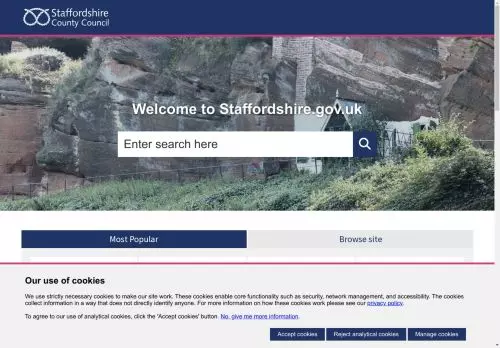 Staffordshire
County Council
Welcome to Staffordshire.gov.uk
Enter search here
Most Popular
Browse site
Our use of cookies
We use strictly necessary cookies to make our site work. These cookies enable core functionality such as security, network management, and accessibility. The cookies
collect information in a way that does not directly identify anyone. For more information on how these cookies work please see our privacy policy.
To agree to our use of analytical cookies, click the 'Accept cookies' button. No, give me more information.
Accept cookies
Reject analytical cookies
Manage cookies